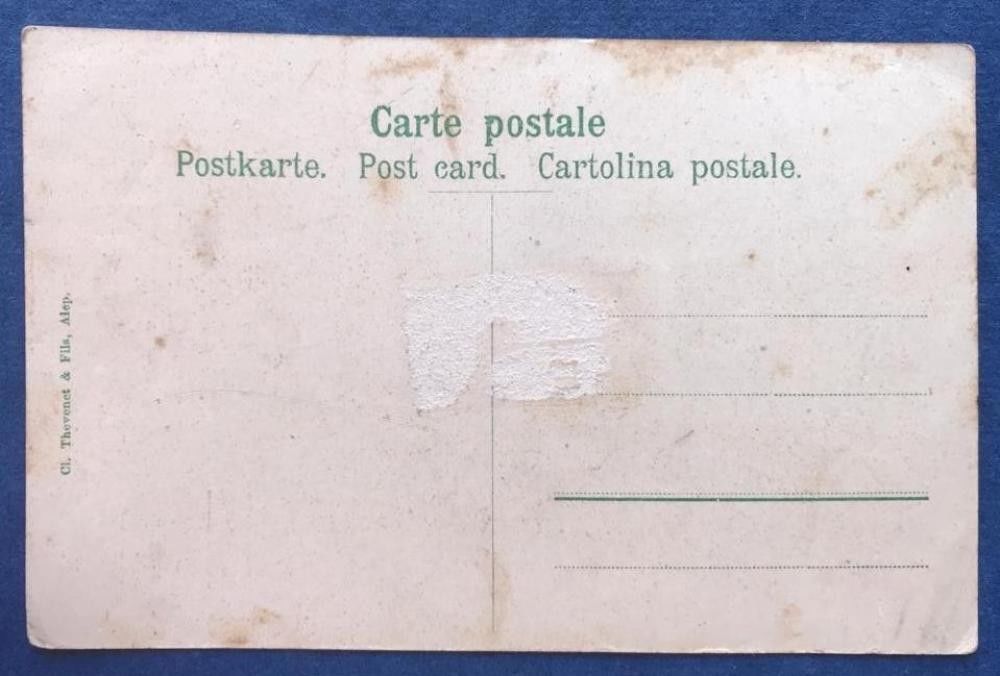 Carte postale
Postkarte. Post card. Cartolina postale.
Cl. Thevenet & Fils, Alep.